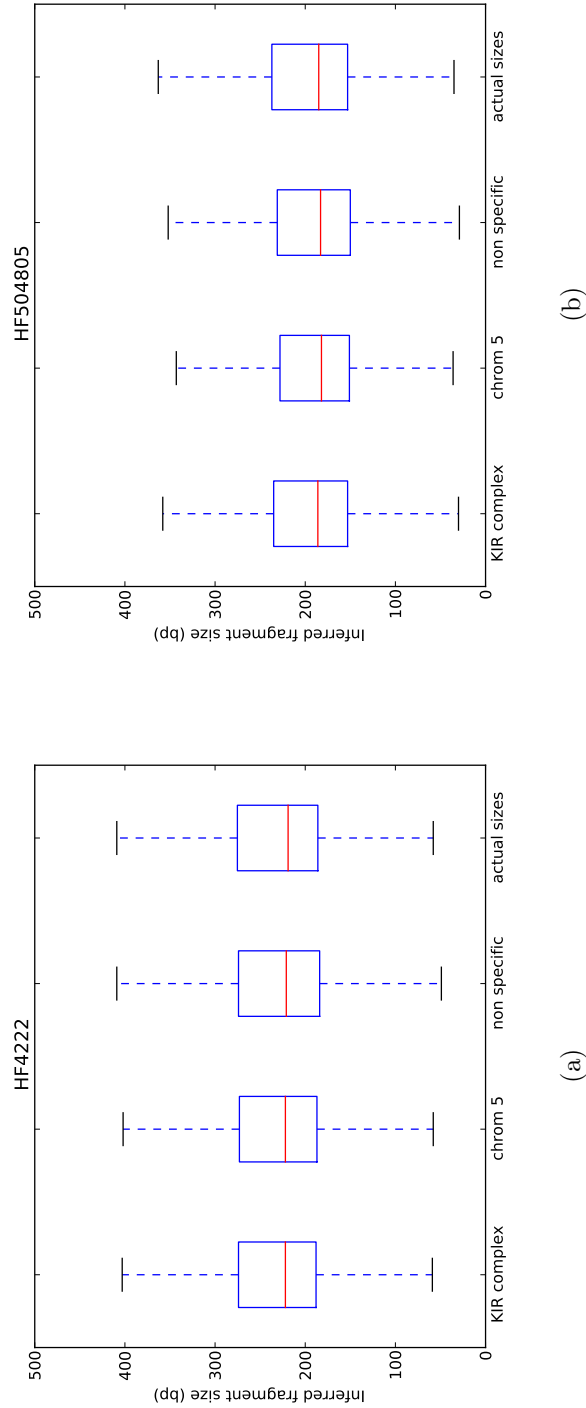 HF4222
Inferred fragment size (bp)
500
400
300
200
100
0
KIR complex
chrom 5
non specific
actual sizes
(a)
HF504805
Inferred fragment size (bp)
500
400
300
200
100
0
KIR complex
chrom 5
non specific
actual sizes
(b)